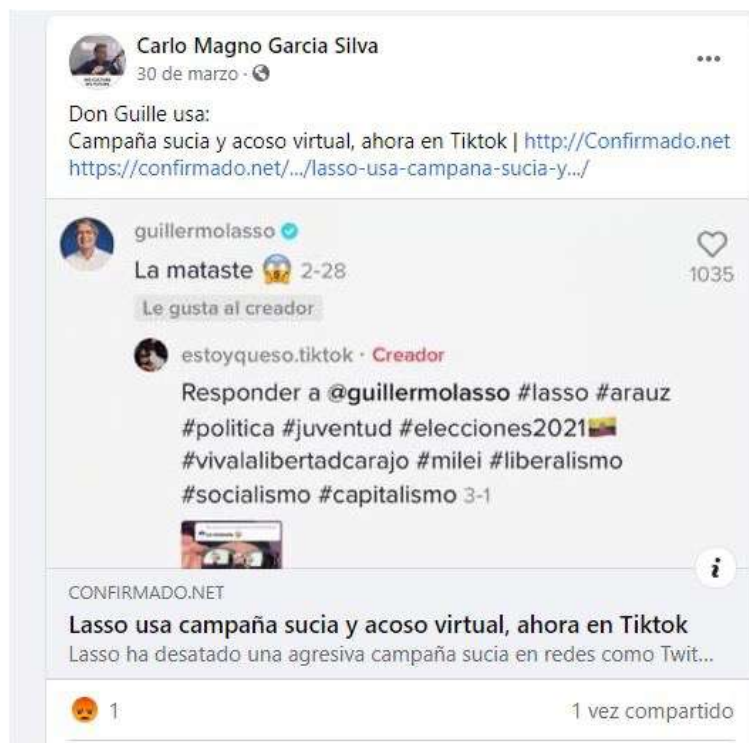 Carlo Magno Garcia Silva
30 de marzo ·
Don Guille usa:
Campaña sucia y acoso virtual, ahora en Tiktok | http://Confirmado.net
https://confirmado.net/.../lasso-usa-campana-sucia-y.../
guillermolasso
La mataste 😱 2-28
1035
Le gusta al creador
estoyqueso.tiktok · Creador
Responder a @guillermolasso #lasso #arauz
#politica #juventud #elecciones2021🇪🇨
#vivalalibertadcarajo #milei #liberalismo
#socialismo #capitalismo 3-1
CONFIRMADO.NET
Lasso usa campaña sucia y acoso virtual, ahora en Tiktok
Lasso ha desatado una agresiva campaña sucia en redes como Twit...
😡 1
1 vez compartido